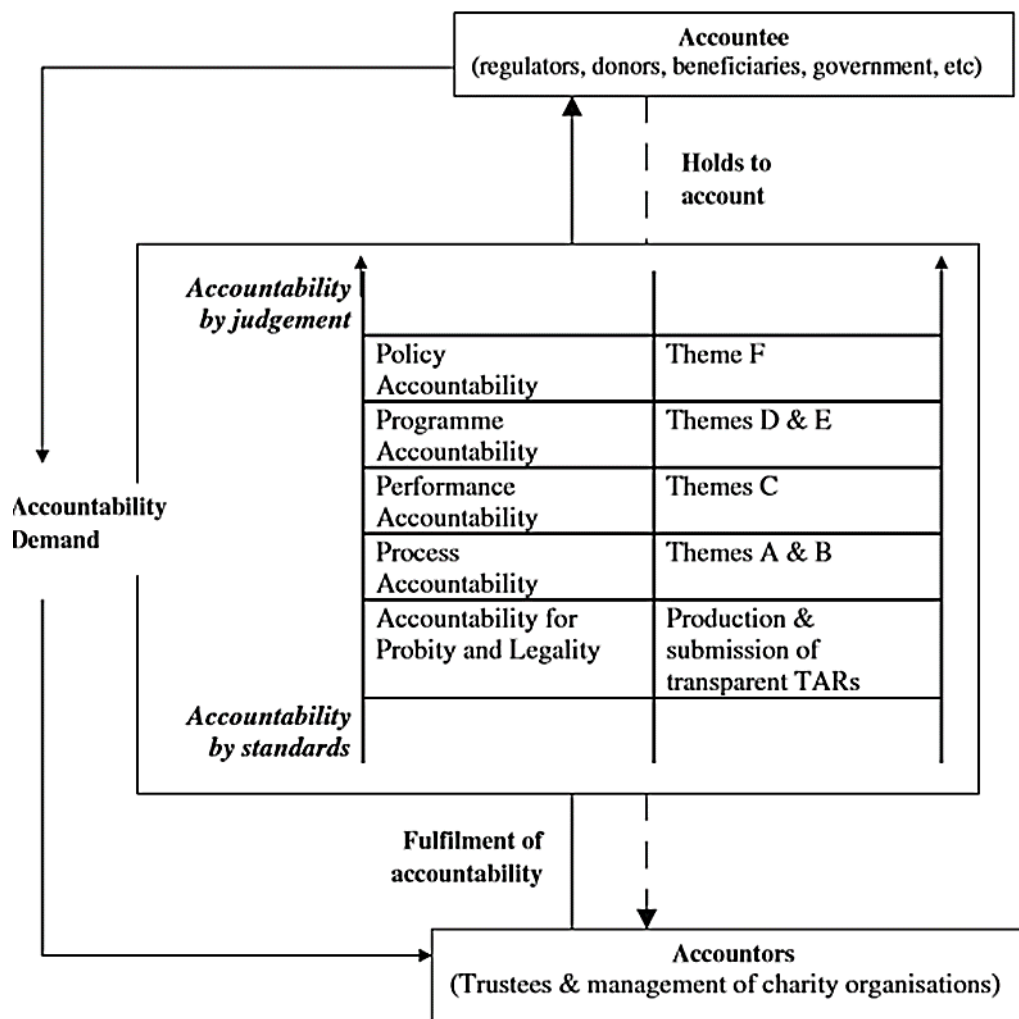 Accountee
(regulators, donors, beneficiaries, government, etc)
Holds to
account
Accountability
by judgement
Policy
Accountability
Theme F
Programme
Accountability
Themes D & E
Performance
Accountability
Themes C
Process
Accountability
Themes A & B
Accountability for
Probity and Legality
Production &
submission of
transparent TARs
Accountability
by standards
Accountability
Demand
Fulfilment of
accountability
Accountors
(Trustees & management of charity organisations)